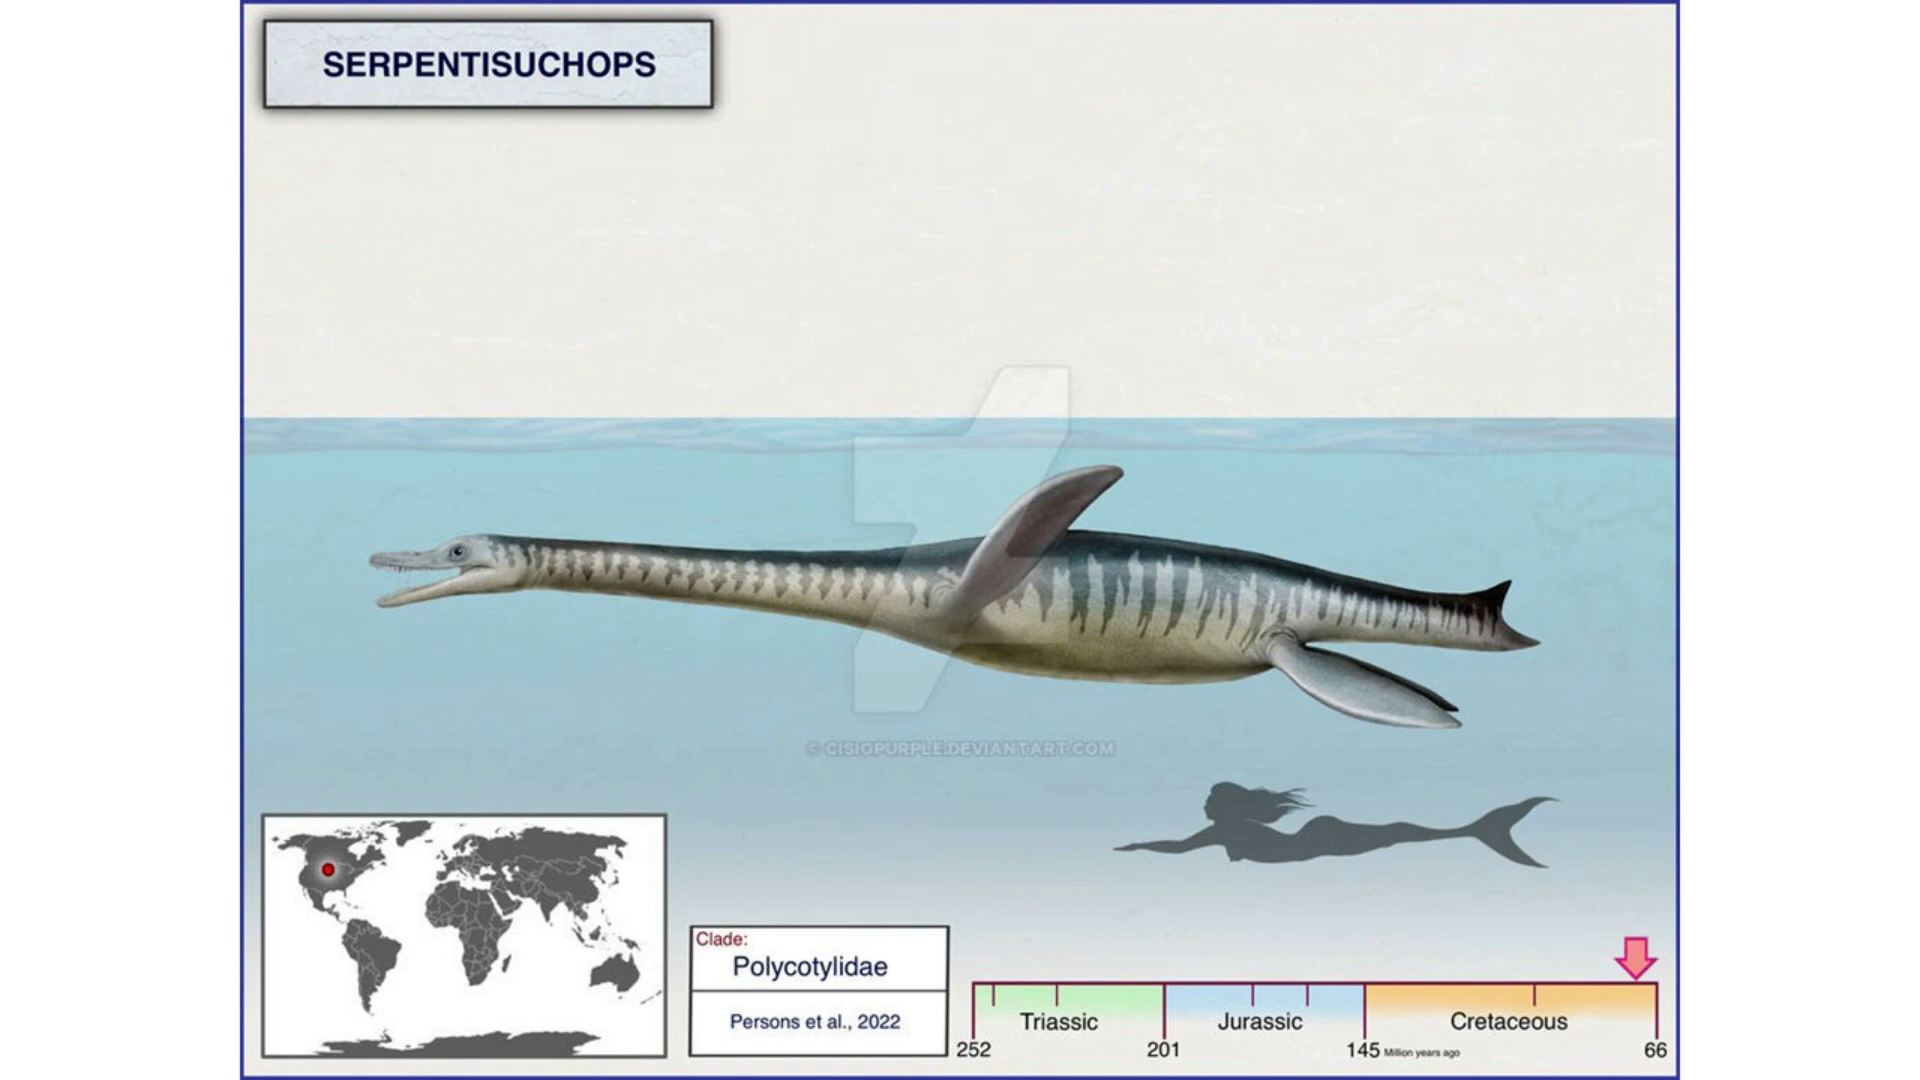 SERPENTISUCHOPS
© CISIOPURPLE.DEVIANTART.COM
Clade:
Polycotylidae
Persons et al., 2022
Triassic Jurassic Cretaceous
252 201 145 Million years ago 66